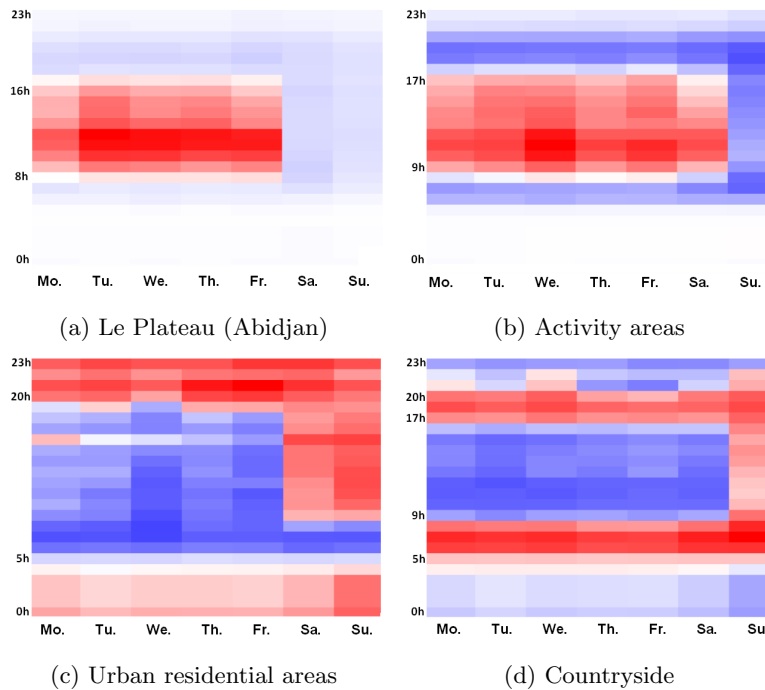 23h
16h
8h
0h
Mo. Tu. We. Th. Fr. Sa. Su.
(a) Le Plateau (Abidjan)
23h
17h
9h
0h
Mo. Tu. We. Th. Fr. Sa. Su.
(b) Activity areas
23h
20h
5h
0h
Mo. Tu. We. Th. Fr. Sa. Su.
(c) Urban residential areas
23h
20h
17h
9h
0h
Mo. Tu. We. Th. Fr. Sa. Su
(d) Countryside